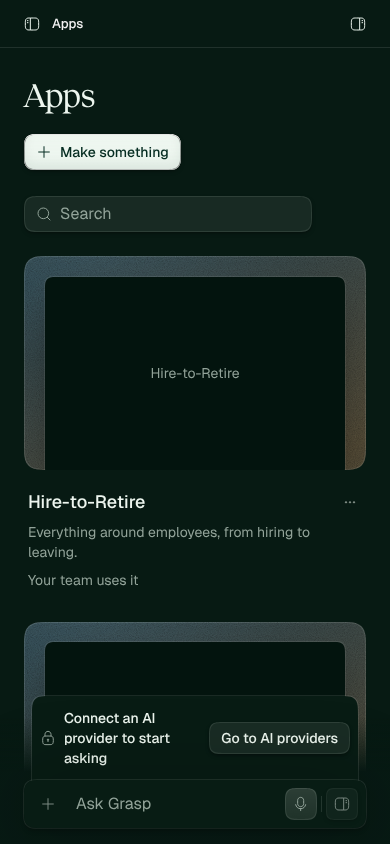 Apps
Apps
Make something
Search
Hire-to-Retire
Hire-to-Retire
Everything around employees, from hiring to
leaving.
Your team uses it
Connect an AI
provider to start
asking
Go to AI providers
Ask Grasp